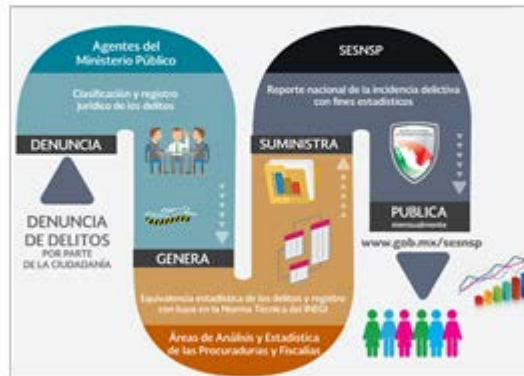 Agentes del
Ministerio Público
Clasificación y registro
jurídico de los delitos
DENUNCIA
DENUNCIA
DE DELITOS
POR PARTE
DE LA CIUDADANÍA
GENERA
Equivalencia estadística de los delitos y registro
con base en la Norma Técnica del INEGI
Áreas de Análisis y Estadística
de las Procuradurías y Fiscalías
SUMINISTRA
SESNSP
Reporte nacional de la incidencia delictiva
con fines estadísticos
PUBLICA
mensualmente
www.gob.mx/sesnsp